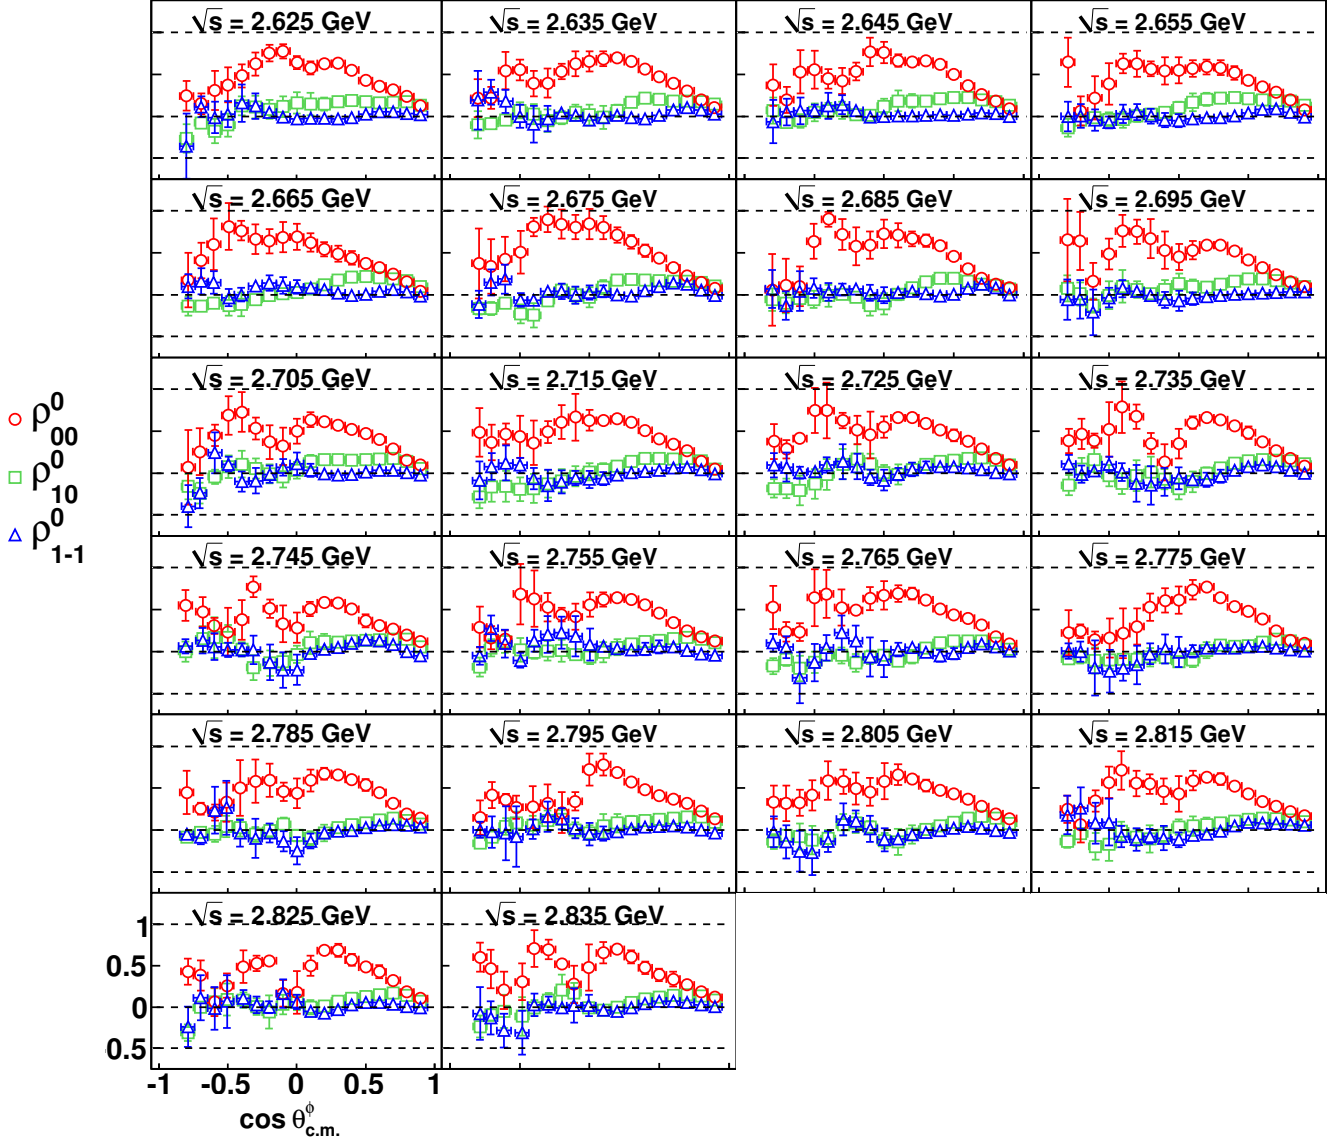 √s = 2.625 GeV
√s = 2.635 GeV
√s = 2.645 GeV
√s = 2.655 GeV
√s = 2.665 GeV
√s = 2.675 GeV
√s = 2.685 GeV
√s = 2.695 GeV
√s = 2.705 GeV
√s = 2.715 GeV
√s = 2.725 GeV
√s = 2.735 GeV
ρ⁰₀₀
ρ⁰₁₀
ρ⁰₁₋₁
√s = 2.745 GeV
√s = 2.755 GeV
√s = 2.765 GeV
√s = 2.775 GeV
√s = 2.785 GeV
√s = 2.795 GeV
√s = 2.805 GeV
√s = 2.815 GeV
√s = 2.825 GeV
√s = 2.835 GeV
1
0.5
0
0.5
-1 -0.5 0 0.5 1
cos θ^ϕ_c.m.